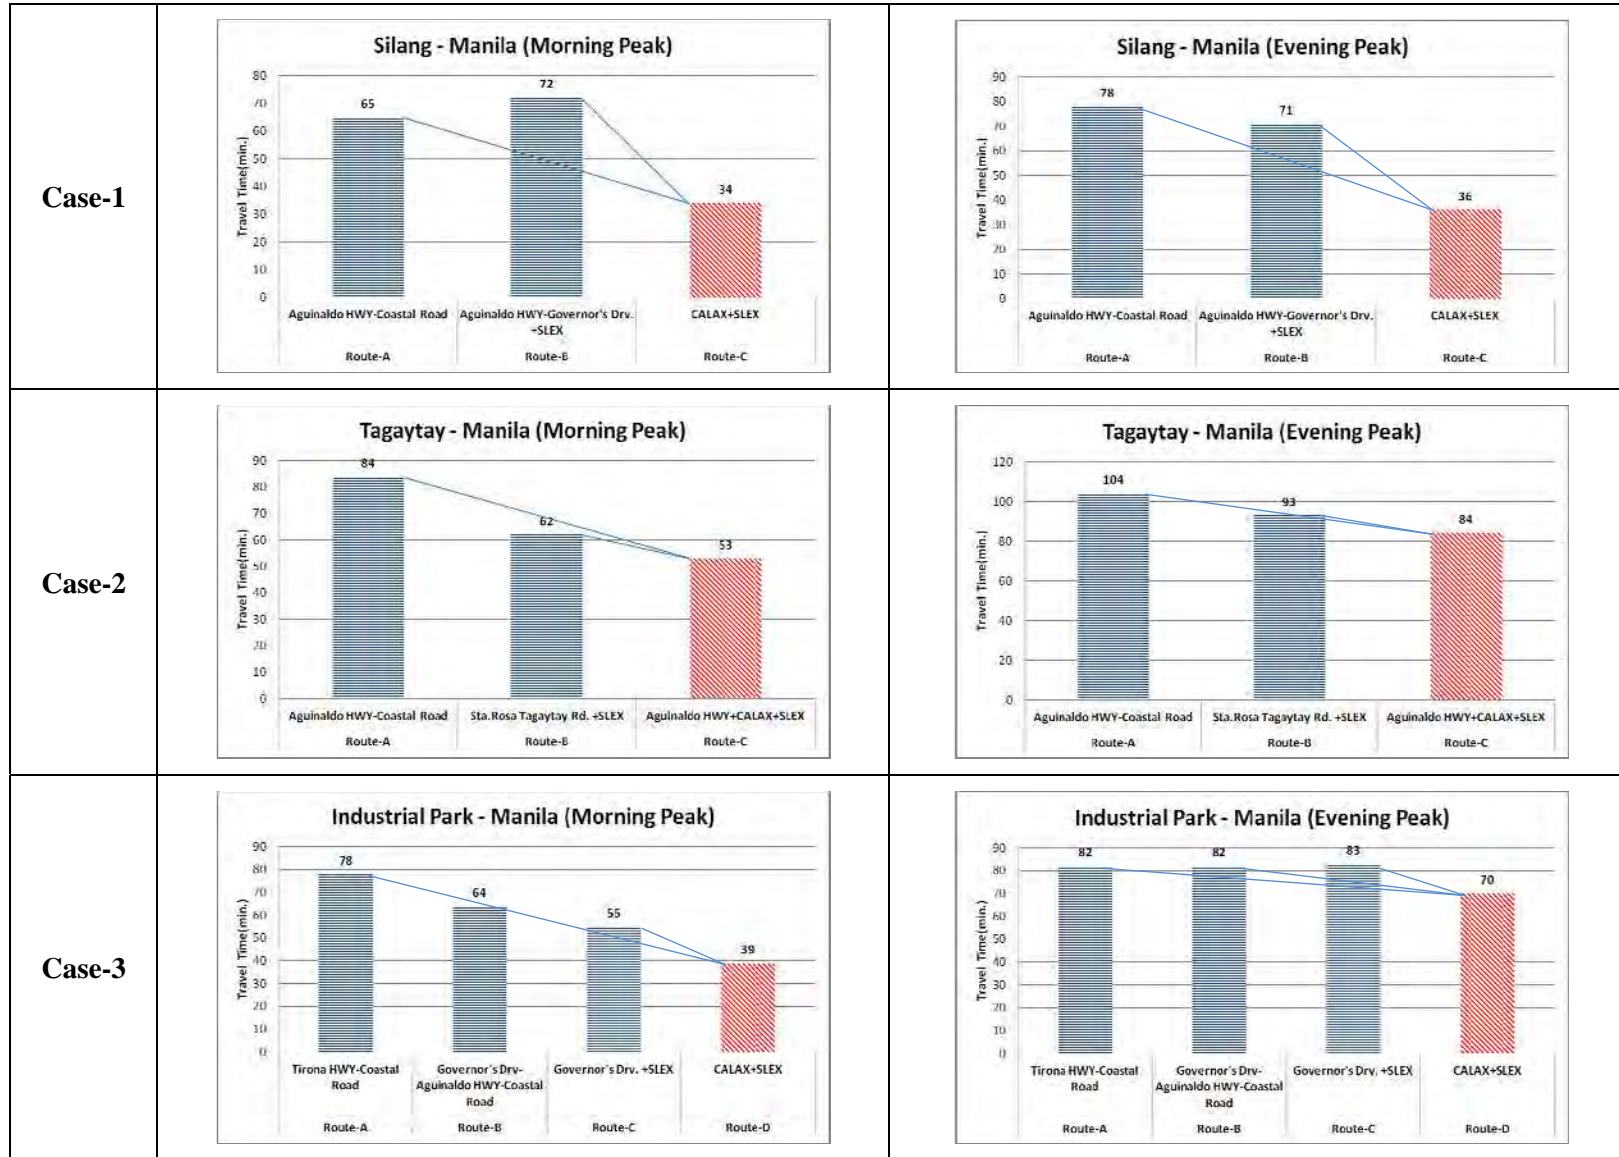 Case-1
Silang - Manila (Morning Peak)
Travel Time(min.)
80
70
60
50
40
30
20
10
0
65
72
34
Aguinaldo HWY-Coastal Road
Aguinaldo HWY-Governor's Drv.
+SLEX
CALAX+SLEX
Route-A
Route-B
Route-C
Silang - Manila (Evening Peak)
Travel Time(min.)
90
80
70
60
50
40
30
20
10
0
78
71
36
Aguinaldo HWY-Coastal Road
Aguinaldo HWY-Governor's Drv.
+SLEX
CALAX+SLEX
Route-A
Route-B
Route-C
Case-2
Tagaytay - Manila (Morning Peak)
Travel Time(min.)
90
80
70
60
50
40
30
20
10
0
84
62
53
Aguinaldo HWY-Coastal Road
Sta.Rosa Tagaytay Rd. +SLEX
Aguinaldo HWY+CALAX+SLEX
Route-A
Route-B
Route-C
Tagaytay - Manila (Evening Peak)
Travel Time(min.)
120
100
80
60
40
20
0
104
93
84
Aguinaldo HWY-Coastal Road
Sta.Rosa Tagaytay Rd. +SLEX
Aguinaldo HWY+CALAX+SLEX
Route-A
Route-B
Route-C
Case-3
Industrial Park - Manila (Morning Peak)
Travel Time(min.)
90
80
70
60
50
40
30
20
10
0
78
64
55
39
Tirona HWY-Coastal
Road
Governor's Drv-
Aguinaldo HWY-Coastal
Road
Governor's Drv. +SLEX
CALAX+SLEX
Route-A
Route-B
Route-C
Route-D
Industrial Park - Manila (Evening Peak)
Travel Time(min.)
90
80
70
60
50
40
30
20
10
0
82
82
83
70
Tirona HWY-Coastal
Road
Governor's Drv-
Aguinaldo HWY-Coastal
Road
Governor's Drv. +SLEX
CALAX+SLEX
Route-A
Route-B
Route-C
Route-D